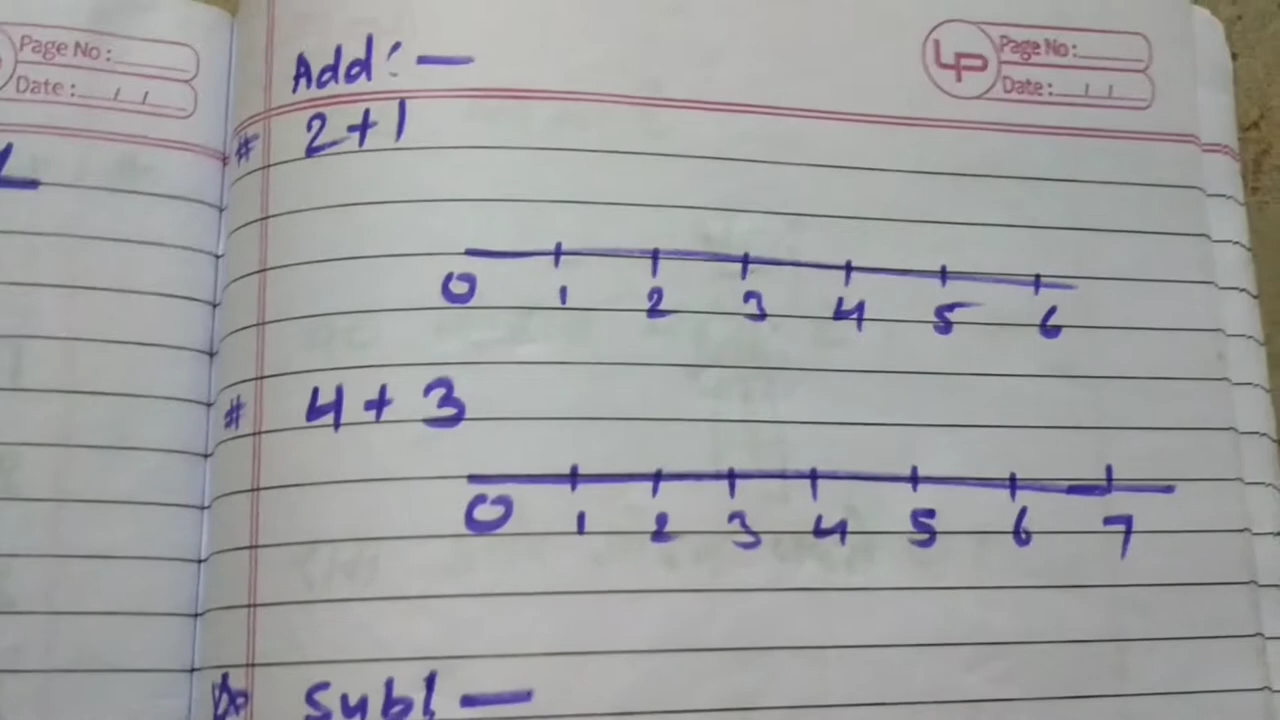 Page No:
Date:
LP
Page No:
Date:
Add:—
# 2+1
0 1 2 3 4 5 6
# 4+3
0 1 2 3 4 5 6 7
Sub!—